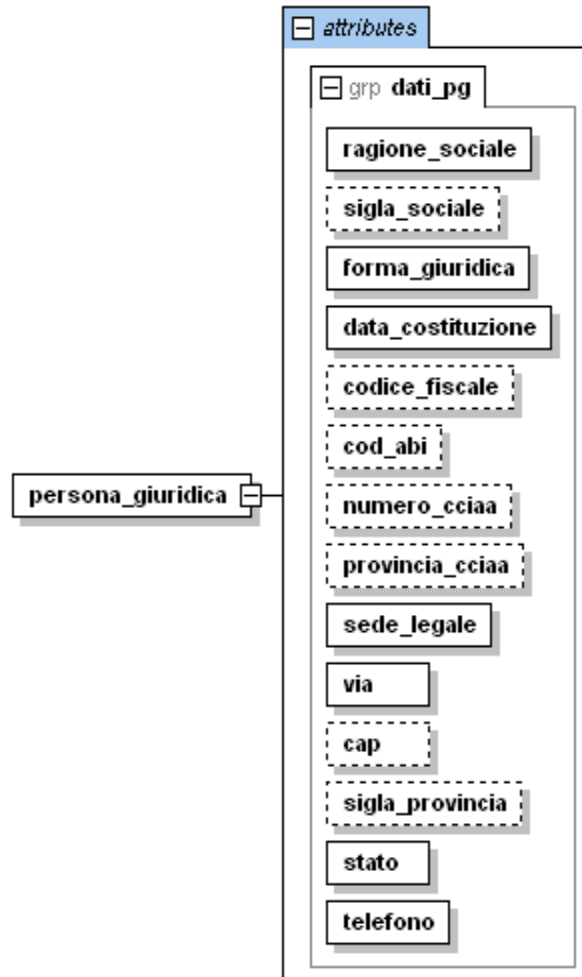 attributes
grp dati_pg
ragione_sociale
sigla_sociale
forma_giuridica
data_costituzione
codice_fiscale
cod_abi
persona_giuridica
numero_cciaa
provincia_cciaa
sede_legale
via
cap
sigla_provincia
stato
telefono